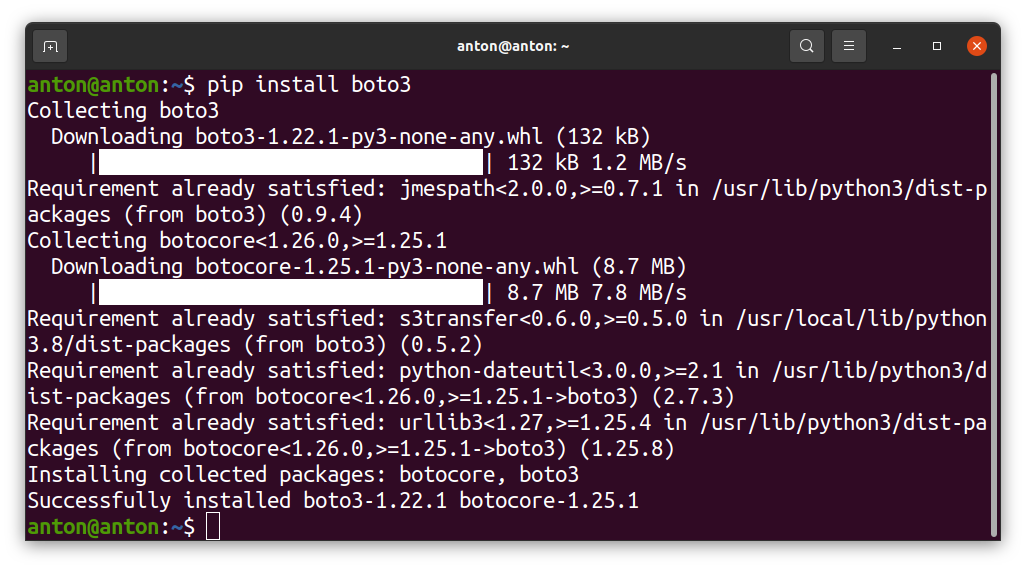 anton@anton: ~
anton@anton:~$ pip install boto3
Collecting boto3
  Downloading boto3-1.22.1-py3-none-any.whl (132 kB)
     |                                | 132 kB 1.2 MB/s
Requirement already satisfied: jmespath<2.0.0,>=0.7.1 in /usr/lib/python3/dist-p
ackages (from boto3) (0.9.4)
Collecting botocore<1.26.0,>=1.25.1
  Downloading botocore-1.25.1-py3-none-any.whl (8.7 MB)
     |                                | 8.7 MB 7.8 MB/s
Requirement already satisfied: s3transfer<0.6.0,>=0.5.0 in /usr/local/lib/python
3.8/dist-packages (from boto3) (0.5.2)
Requirement already satisfied: python-dateutil<3.0.0,>=2.1 in /usr/lib/python3/d
ist-packages (from botocore<1.26.0,>=1.25.1->boto3) (2.7.3)
Requirement already satisfied: urllib3<1.27,>=1.25.4 in /usr/lib/python3/dist-pa
ckages (from botocore<1.26.0,>=1.25.1->boto3) (1.25.8)
Installing collected packages: botocore, boto3
Successfully installed boto3-1.22.1 botocore-1.25.1
anton@anton:~$